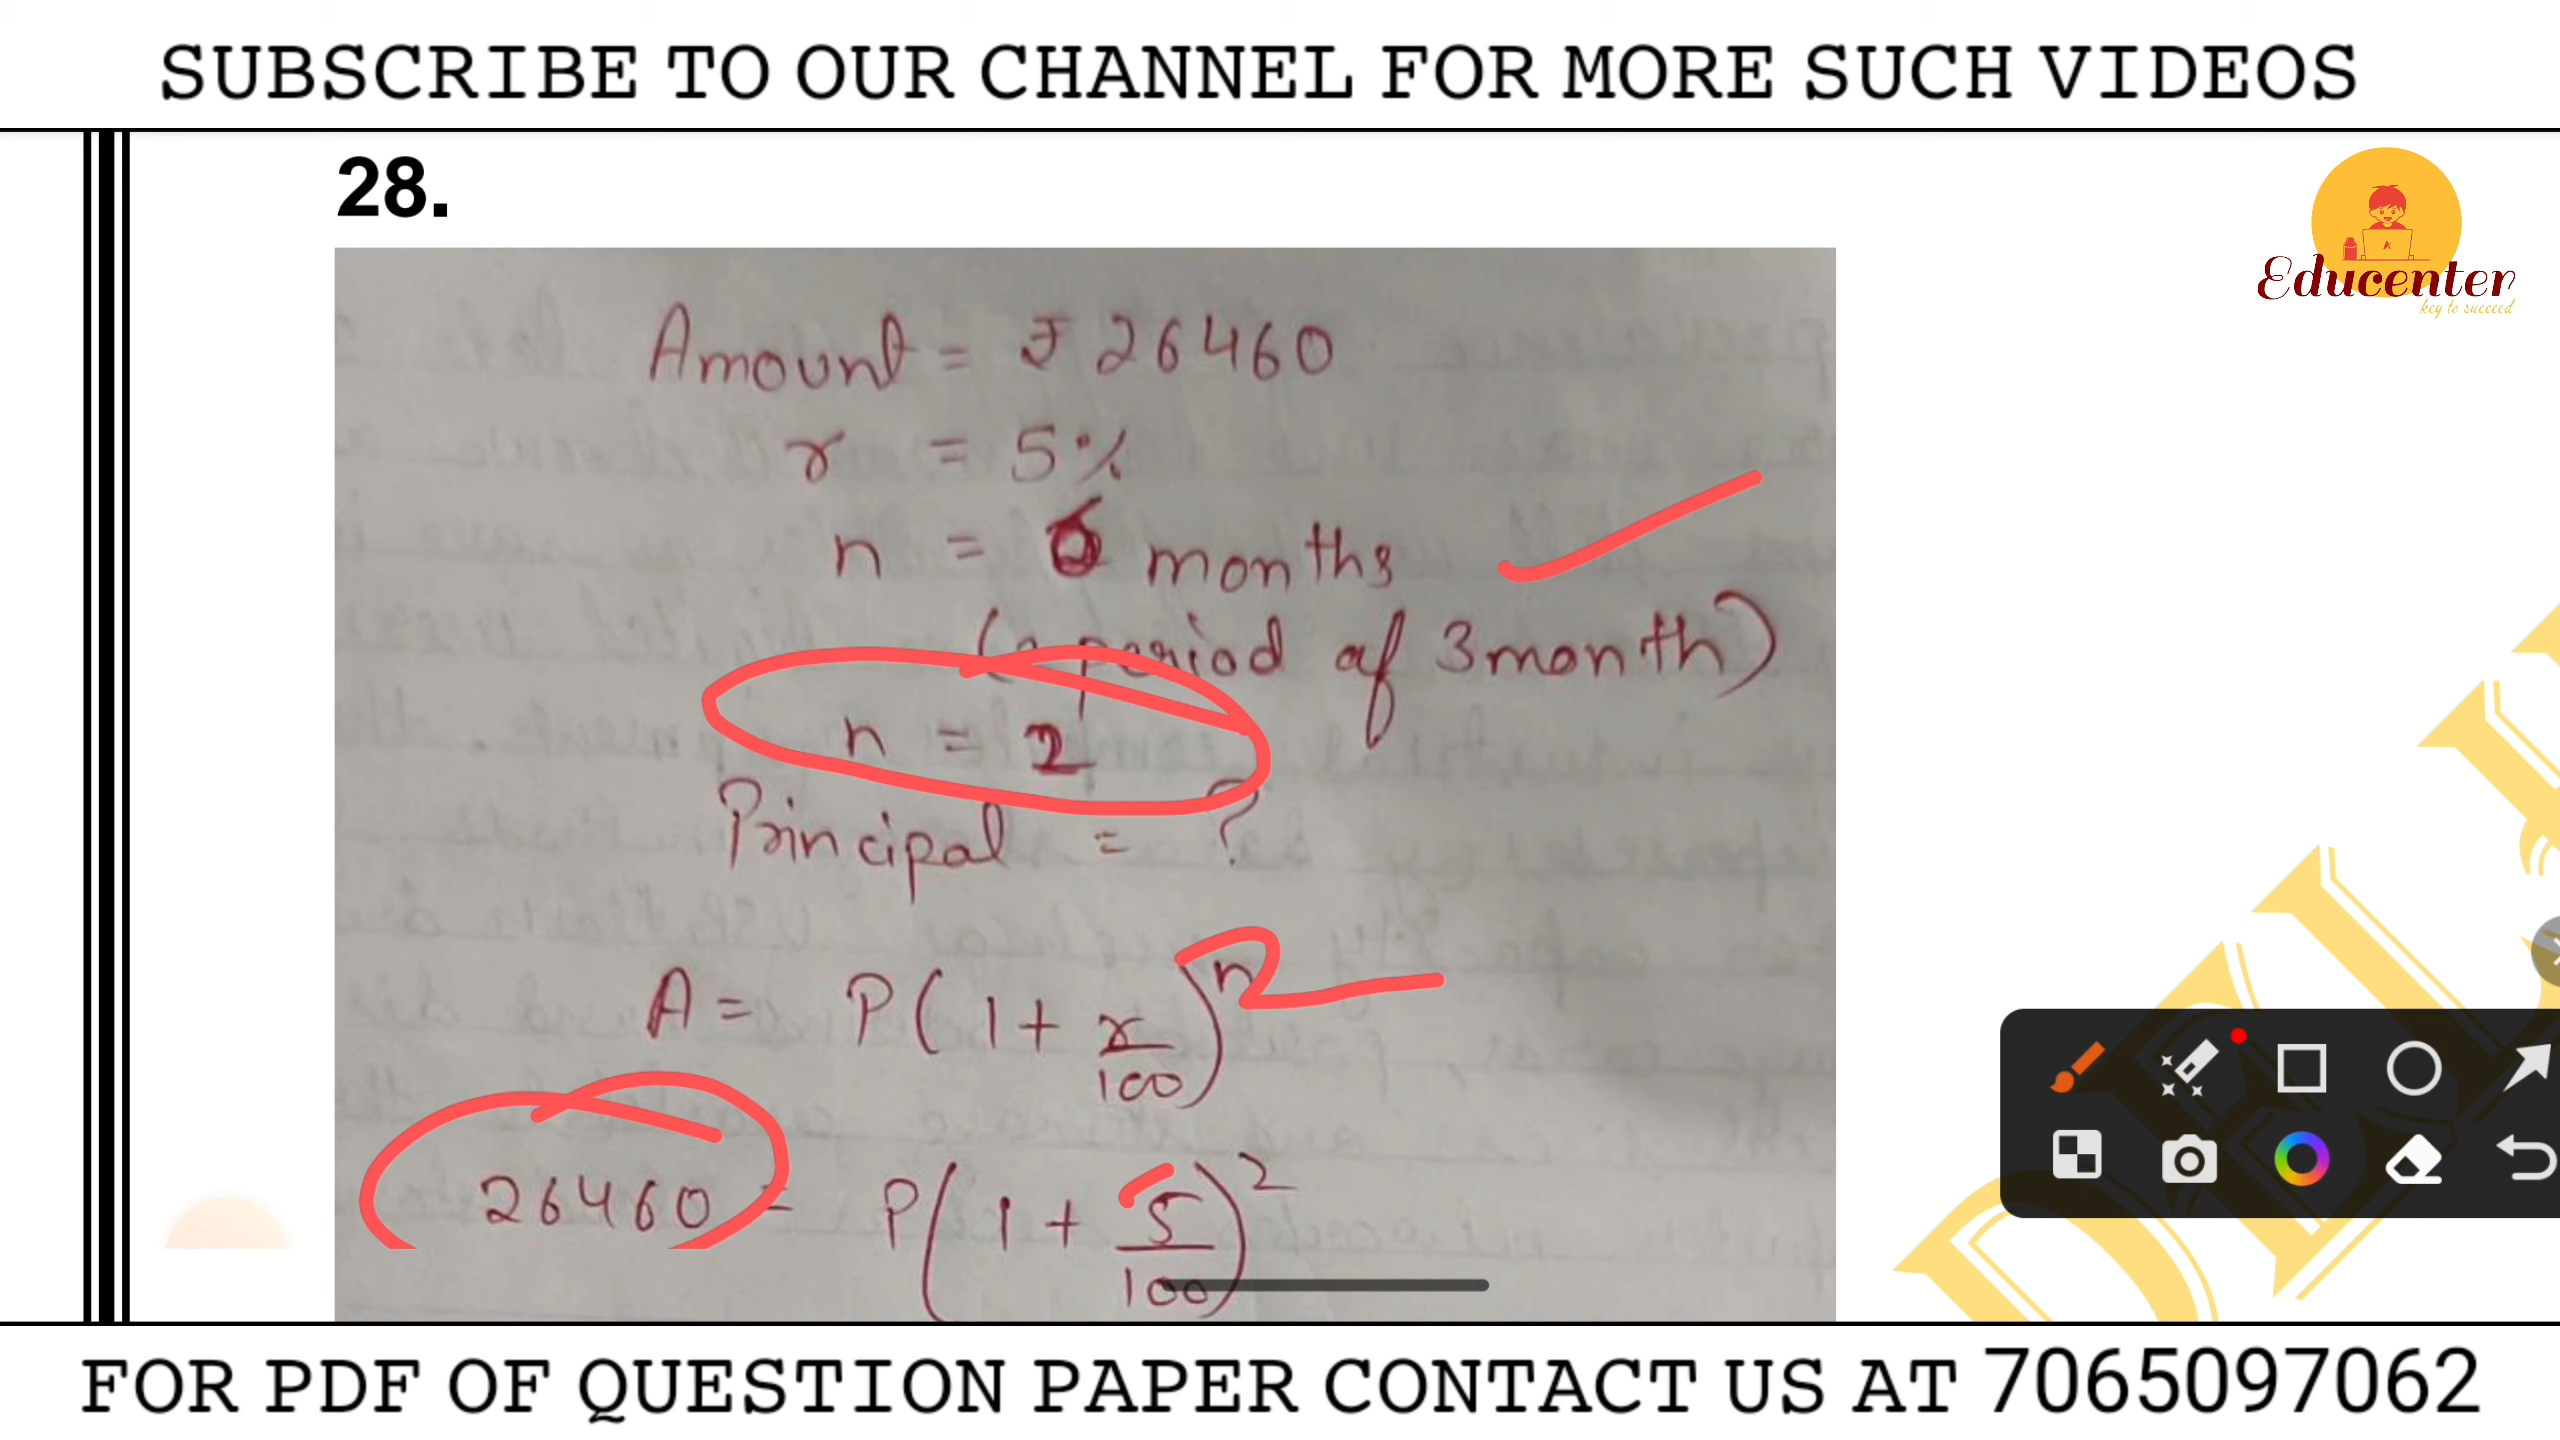 SUBSCRIBE TO OUR CHANNEL FOR MORE SUCH VIDEOS
28.
Educenter
key to succeed
Amount = ₹ 26460
r = 5%
n = 6 months
(a period of 3 month)
n = 2
Principal = ?
A = P(1 + r/100)^n
26460 = P(1 + 5/100)^2
FOR PDF OF QUESTION PAPER CONTACT US AT 7065097062